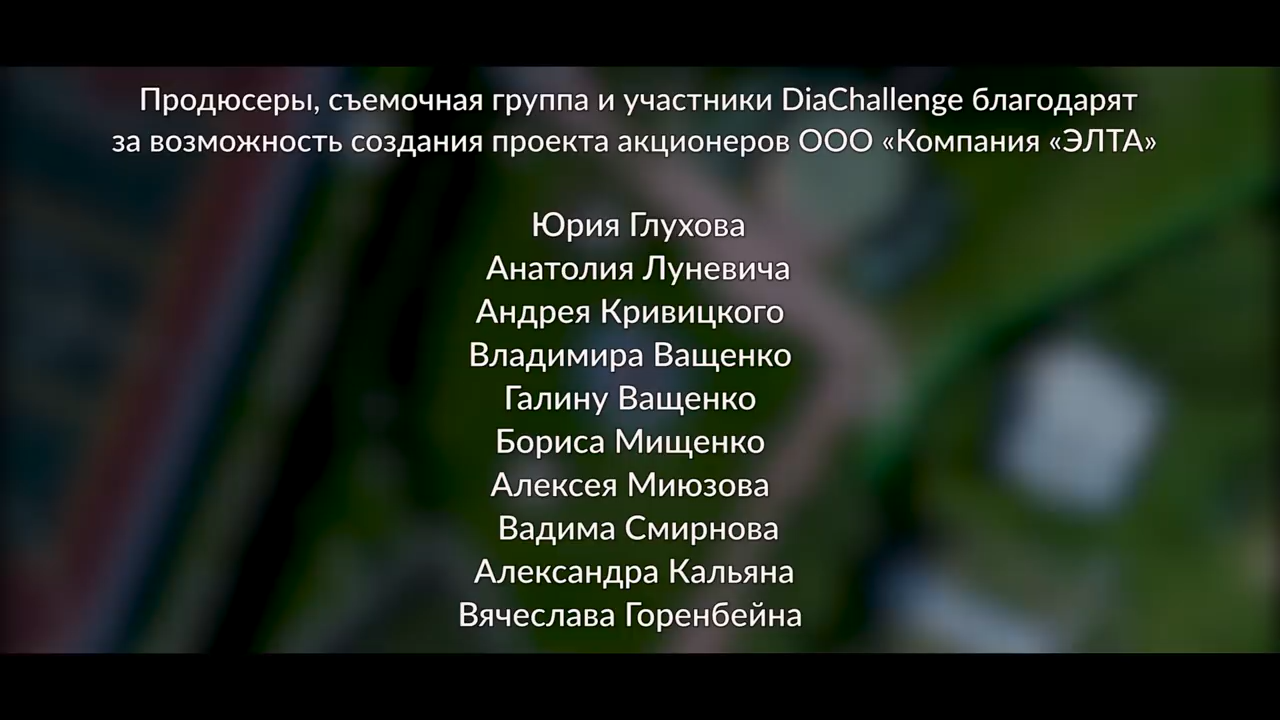 Продюсеры, съемочная группа и участники DiaChallenge благодарят
за возможность создания проекта акционеров ООО «Компания «ЭЛТА»
Юрия Глухова
Анатолия Луневича
Андрея Кривицкого
Владимира Ващенко
Галину Ващенко
Бориса Мищенко
Алексея Миюзова
Вадима Смирнова
Александра Кальяна
Вячеслава Горенбейна